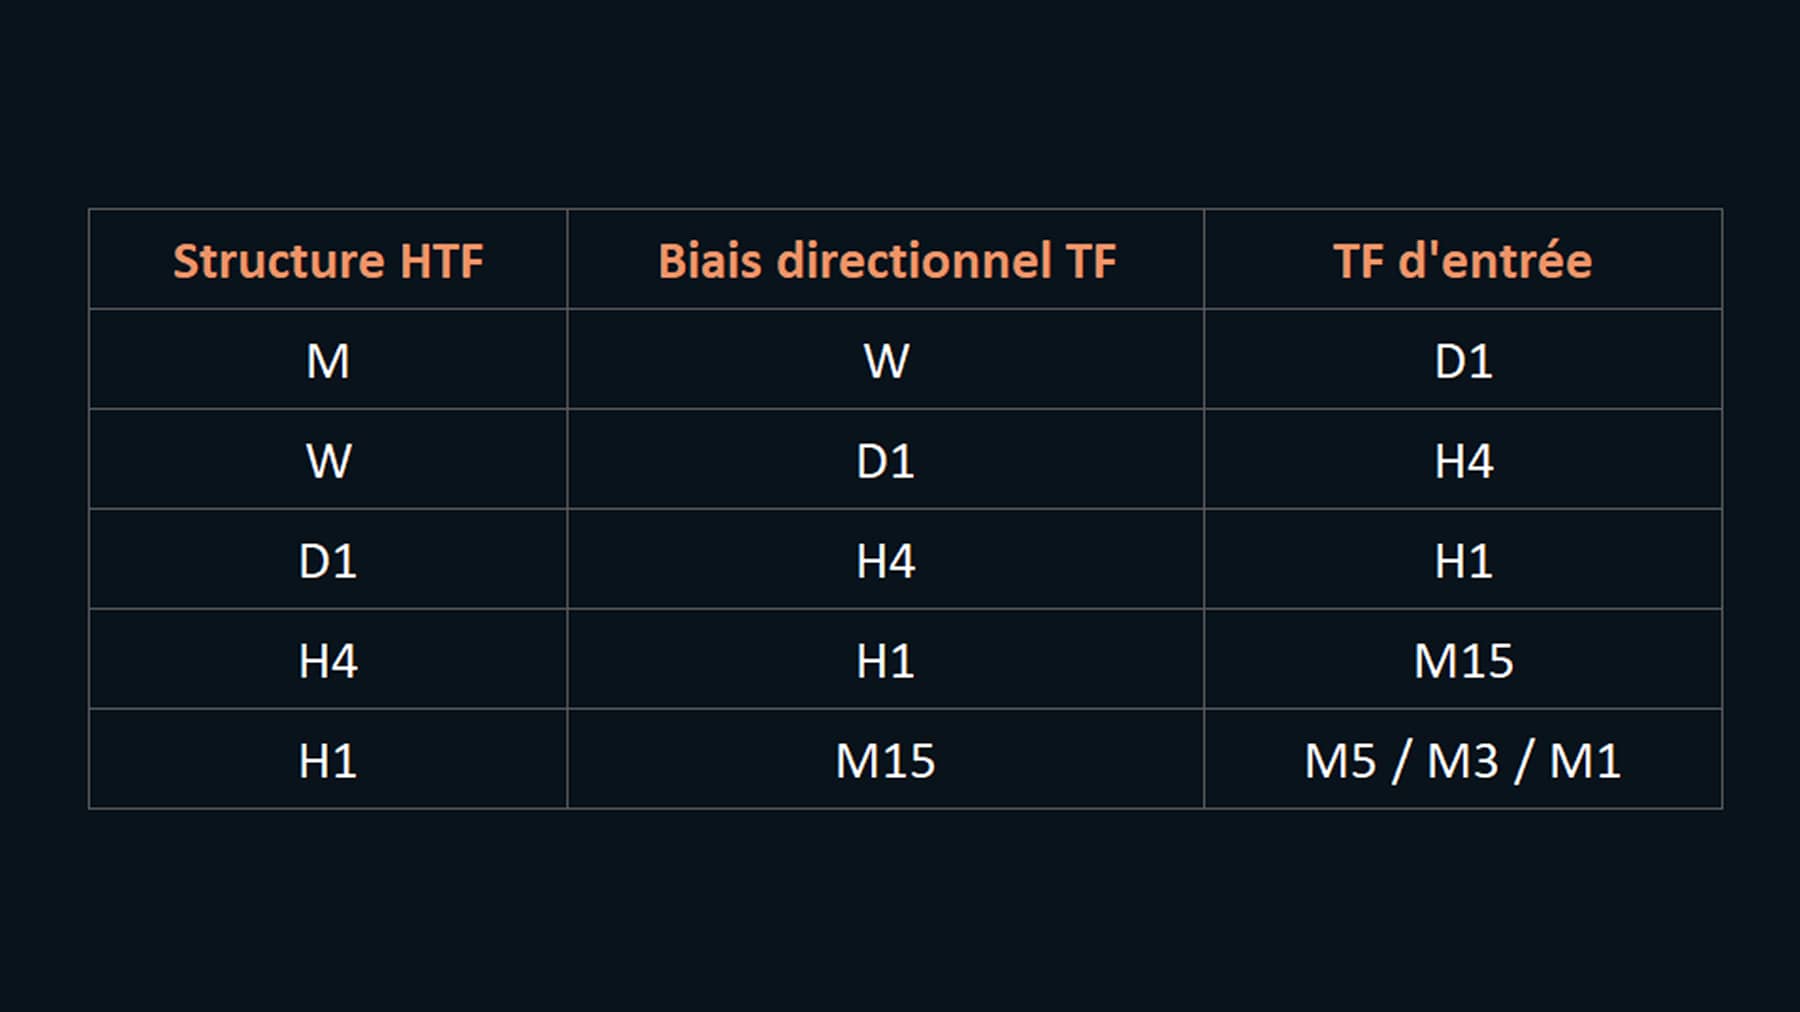 Structure HTF Biais directionnel TF TF d'entrée
M W D1
W D1 H4
D1 H4 H1
H4 H1 M15
H1 M15 M5 / M3 / M1